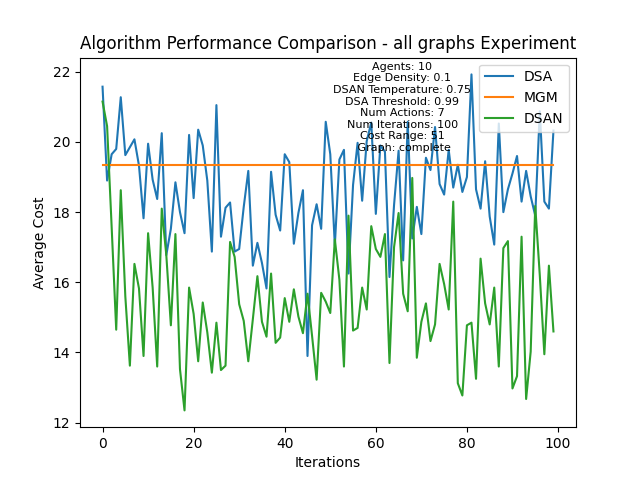 Algorithm Performance Comparison - all graphs Experiment
Agents: 10
Edge Density: 0.1
DSAN Temperature: 0.75
DSA Threshold: 0.99
Num Actions: 7
Num Iterations: 100
Cost Range: 51
Graph: complete
DSA
MGM
DSAN
22
20
18
16
14
12
Average Cost
0
20
40
60
80
100
Iterations